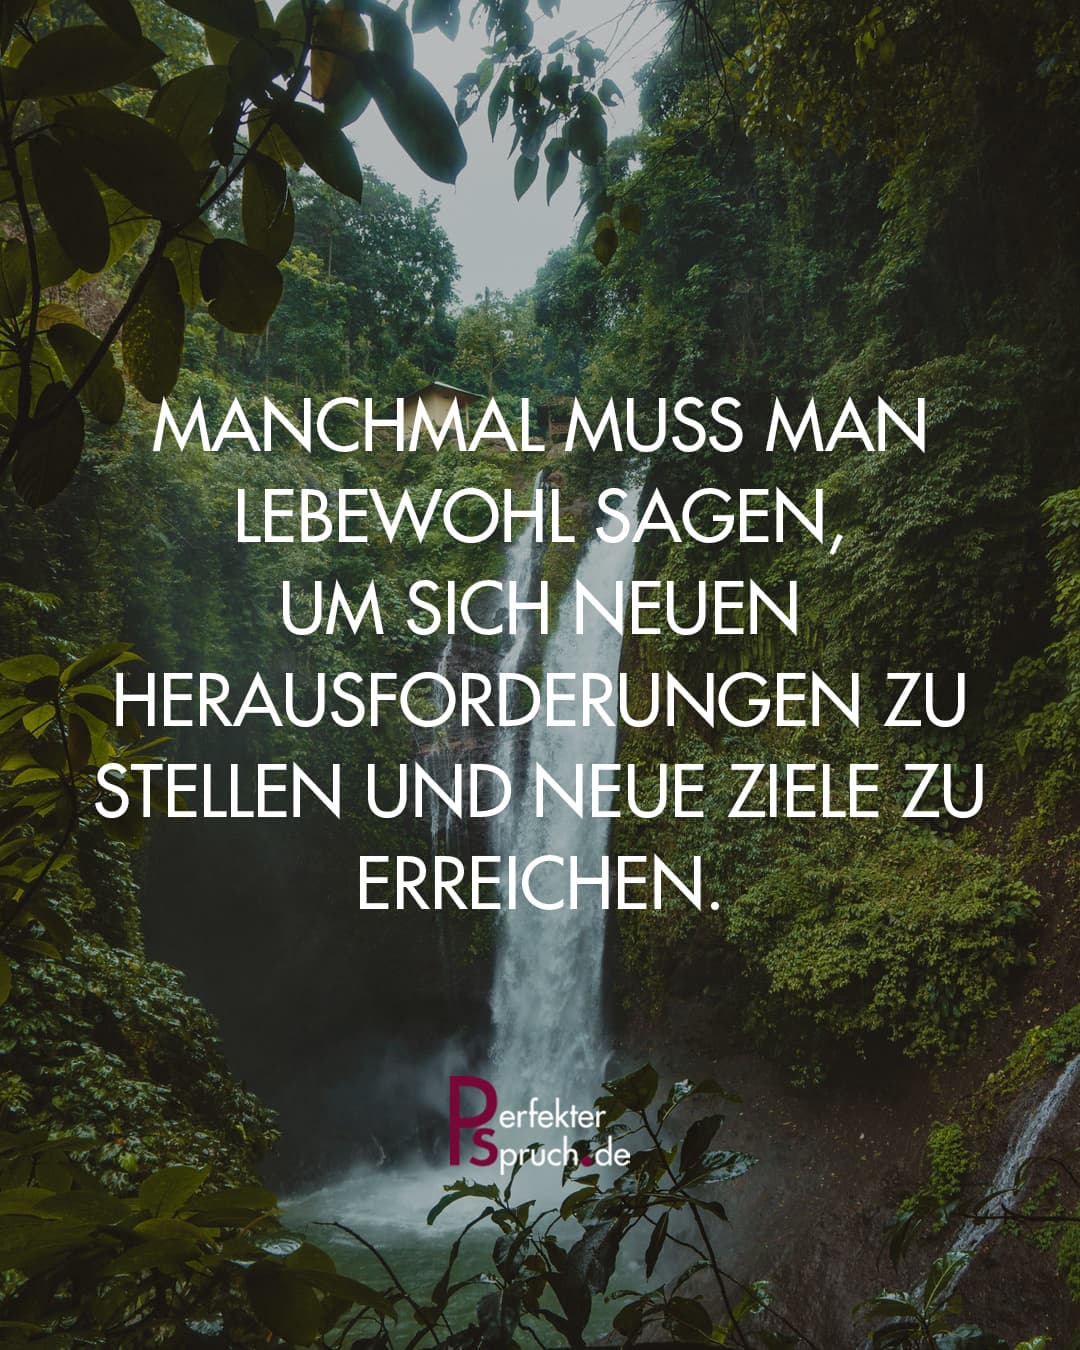 MANCHMAL MUSS MAN
LEBEWOHL SAGEN,
UM SICH NEUEN
HERAUSFORDERUNGEN ZU
STELLEN UND NEUE ZIELE ZU
ERREICHEN.
Perfekter
Spruch.de